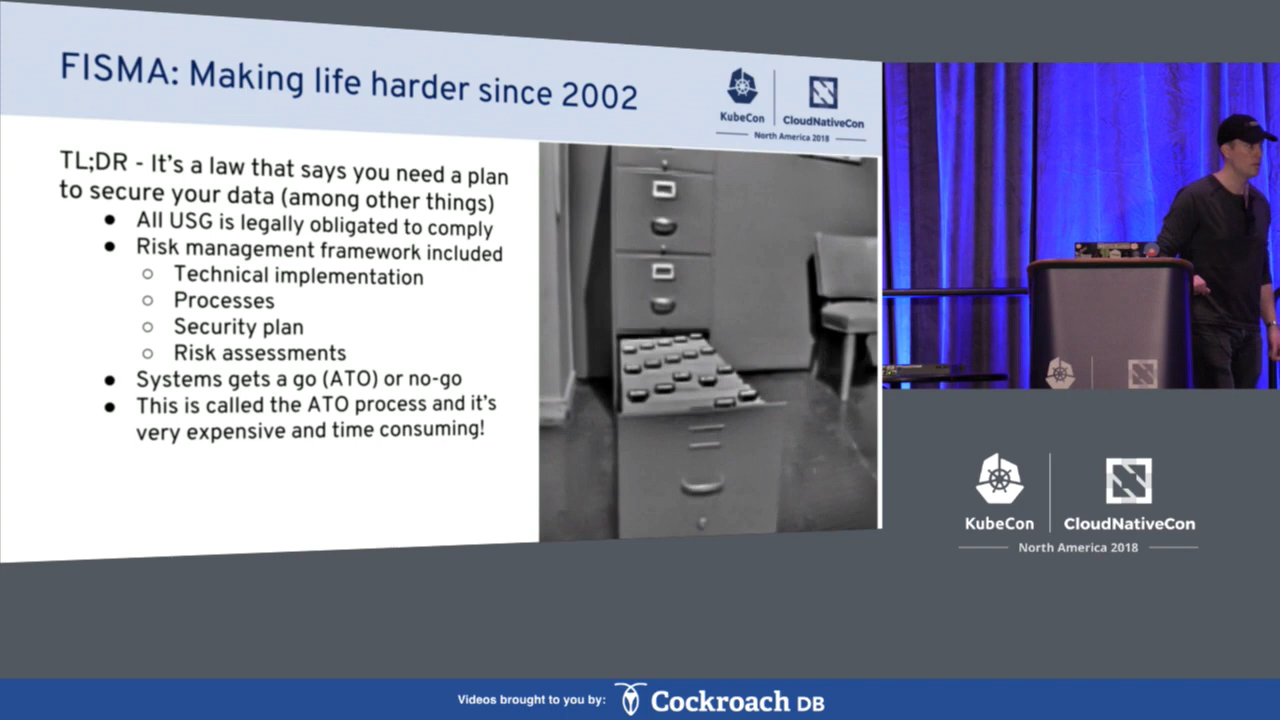 FISMA: Making life harder since 2002
KubeCon
CloudNativeCon
North America 2018
TL;DR - It's a law that says you need a plan
to secure your data (among other things)
● All USG is legally obligated to comply
● Risk management framework included
○ Technical implementation
○ Processes
○ Security plan
○ Risk assessments
● Systems gets a go (ATO) or no-go
● This is called the ATO process and it's
very expensive and time consuming!
KubeCon
CloudNativeCon
North America 2018
Videos brought to you by:
Cockroach DB